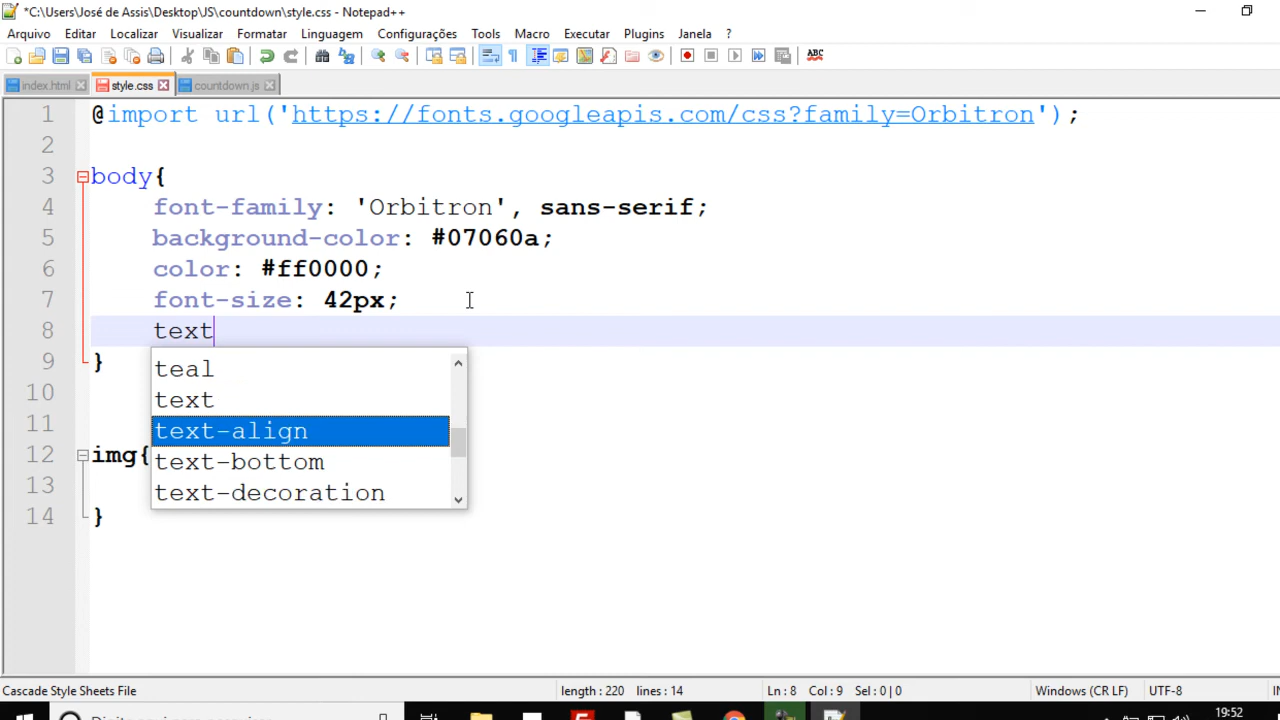 *C:\Users\José de Assis\Desktop\JS\countdown\style.css - Notepad++
Arquivo Editar Localizar Visualizar Formatar Linguagem Configurações Tools Macro Executar Plugins Janela ?
ABC
index.html style.css countdown.js
1 @import url('https://fonts.googleapis.com/css?family=Orbitron');
2
3 body{
4 font-family: 'Orbitron', sans-serif;
5 background-color: #07060a;
6 color: #ff0000;
7 font-size: 42px;
8 text
teal
9 }
text
10
11
text-align
12 img{
text-bottom
13
text-decoration
14 }
Cascade Style Sheets File length : 220 lines : 14 Ln : 8 Col : 9 Sel : 0 | 0 Windows (CR LF) UTF-8
19:52